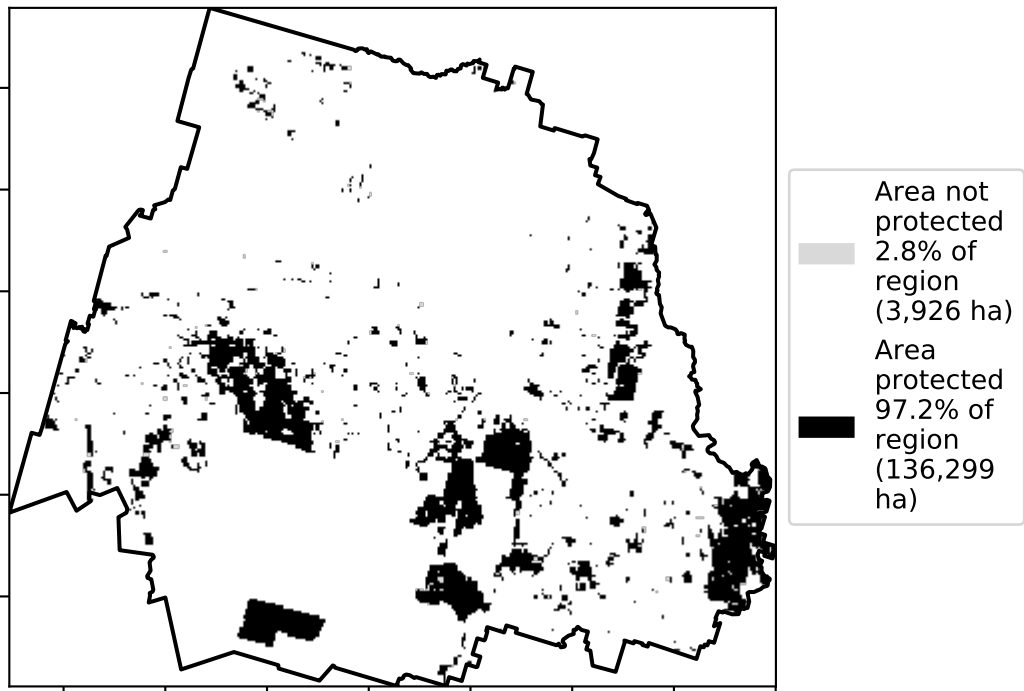 Area not
protected
2.8% of
region
(3,926 ha)
Area
protected
97.2% of
region
(136,299
ha)